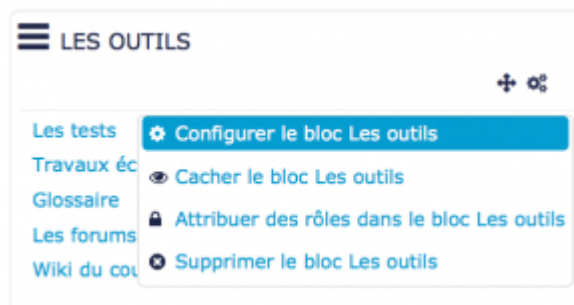 LES OUTILS
Les tests
Configurer le bloc Les outils
Travaux éc
Cacher le bloc Les outils
Glossaire
Attribuer des rôles dans le bloc Les outils
Les forums
Supprimer le bloc Les outils
Wiki du cou